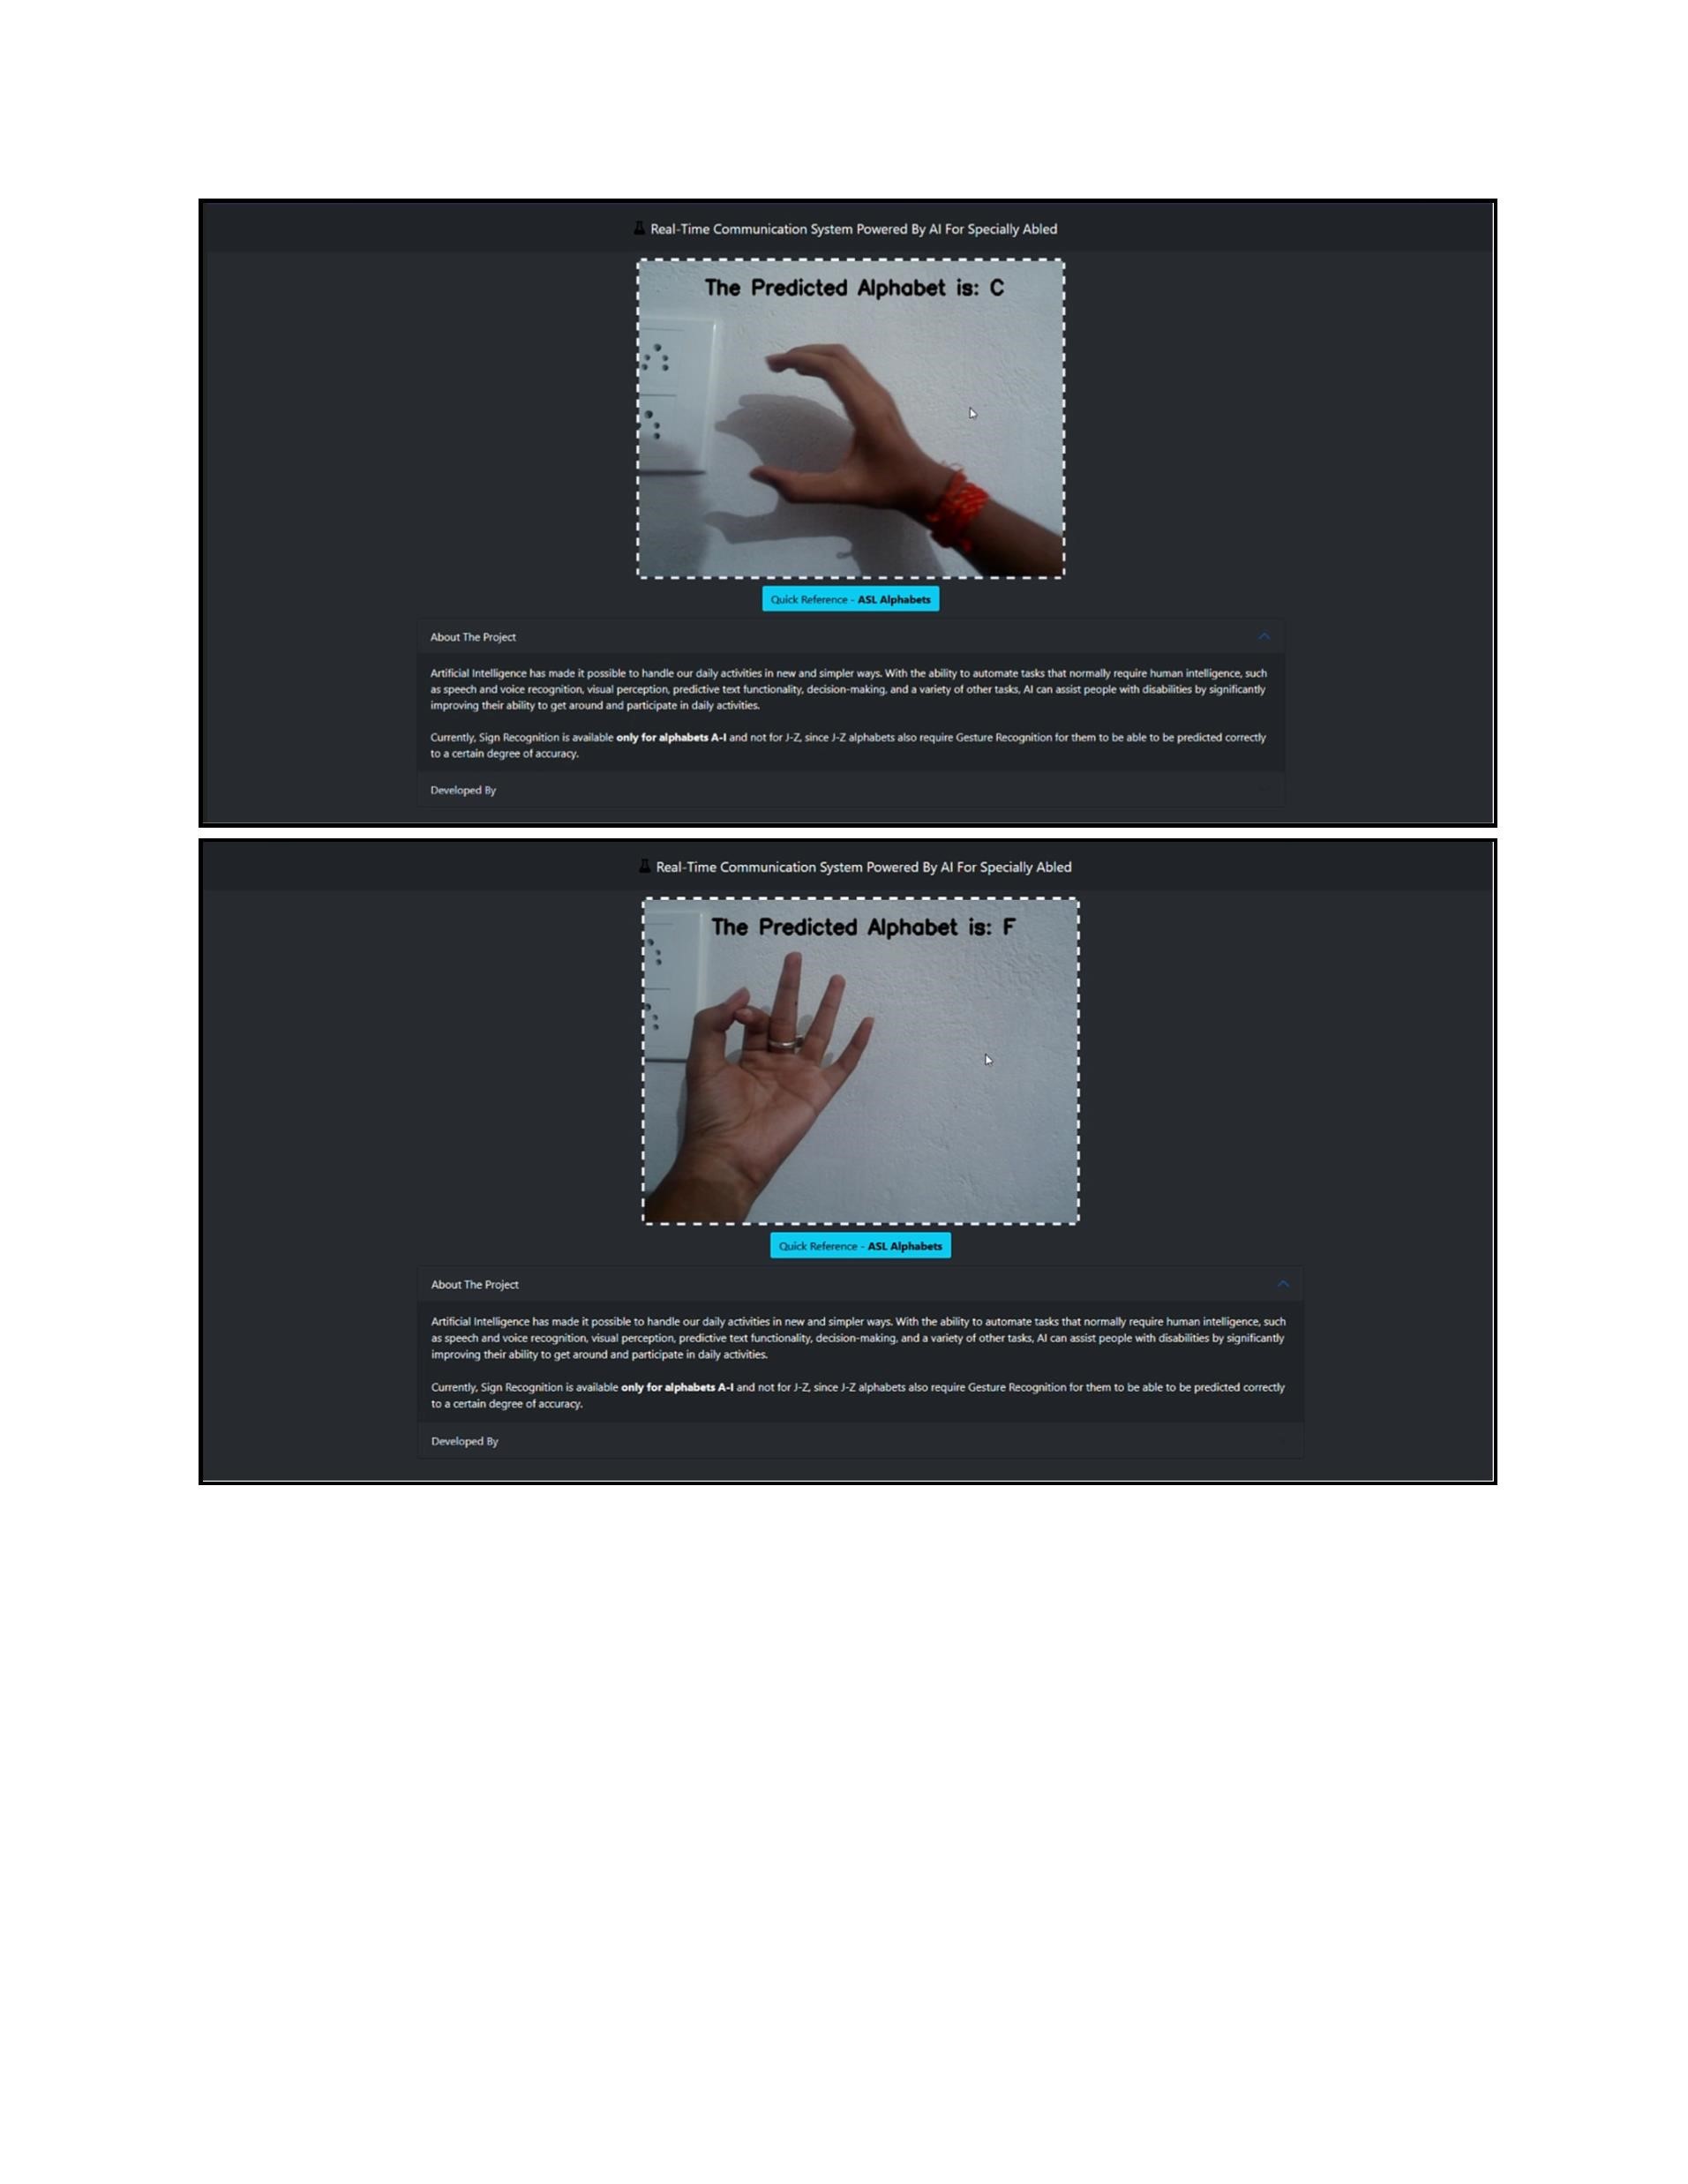 Real-Time Communication System Powered By AI For Specially Abled
The Predicted Alphabet is: C
Quick Reference - ASL Alphabets
About The Project
Artificial Intelligence has made it possible to handle our daily activities in new and simpler ways. With the ability to automate tasks that normally require human intelligence, such
as speech and voice recognition, visual perception, predictive text functionality, decision-making, and a variety of other tasks, AI can assist people with disabilities by significantly
improving their ability to get around and participate in daily activities.
Currently, Sign Recognition is available only for alphabets A-I and not for J-Z, since J-Z alphabets also require Gesture Recognition for them to be able to be predicted correctly
to a certain degree of accuracy.
Developed By
Real-Time Communication System Powered By AI For Specially Abled
The Predicted Alphabet is: F
Quick Reference - ASL Alphabets
About The Project
Artificial Intelligence has made it possible to handle our daily activities in new and simpler ways. With the ability to automate tasks that normally require human intelligence, such
as speech and voice recognition, visual perception, predictive text functionality, decision-making, and a variety of other tasks, AI can assist people with disabilities by significantly
improving their ability to get around and participate in daily activities.
Currently, Sign Recognition is available only for alphabets A-I and not for J-Z, since J-Z alphabets also require Gesture Recognition for them to be able to be predicted correctly
to a certain degree of accuracy.
Developed By